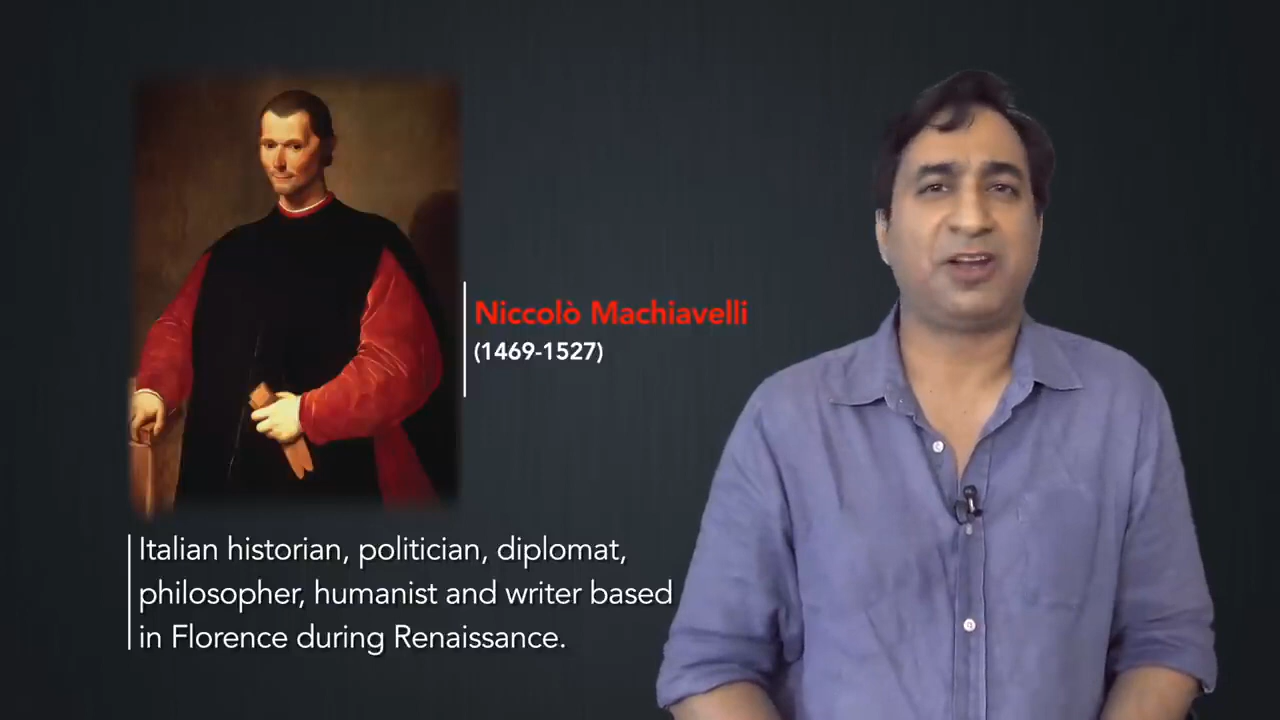 Niccolò Machiavelli
(1469-1527)
Italian historian, politician, diplomat,
philosopher, humanist and writer based
in Florence during Renaissance.